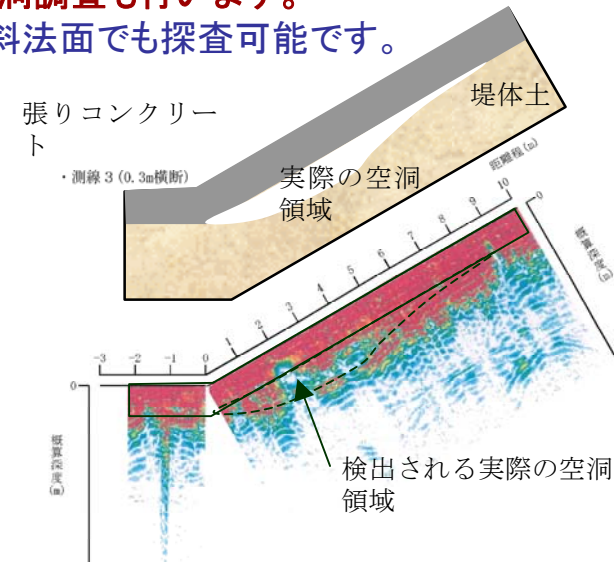 洞調査も行います。
斜法面でも探査可能です。
張りコンクリー
ト
堤体土
・測線３(0.3m横断)
実際の空洞
領域
距離程(m)
-3 -2 -1 0 1 2 3 4 5 6 7 8 9 10
0
概算深度(m)
0
概算深度(m)
検出される実際の空洞
領域